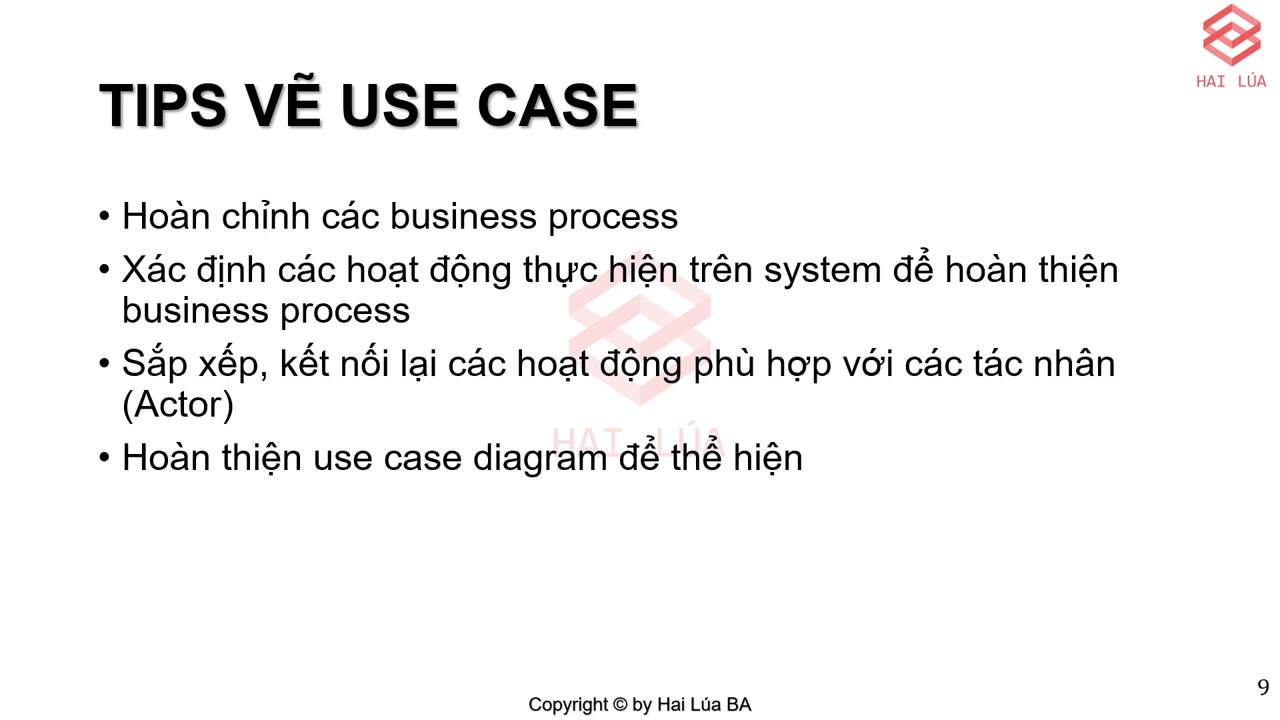 HAI LÚA
TIPS VẼ USE CASE
• Hoàn chỉnh các business process
• Xác định các hoạt động thực hiện trên system để hoàn thiện
business process
• Sắp xếp, kết nối lại các hoạt động phù hợp với các tác nhân
(Actor)
HAI LÚA
• Hoàn thiện use case diagram để thể hiện
9
Copyright © by Hai Lúa BA